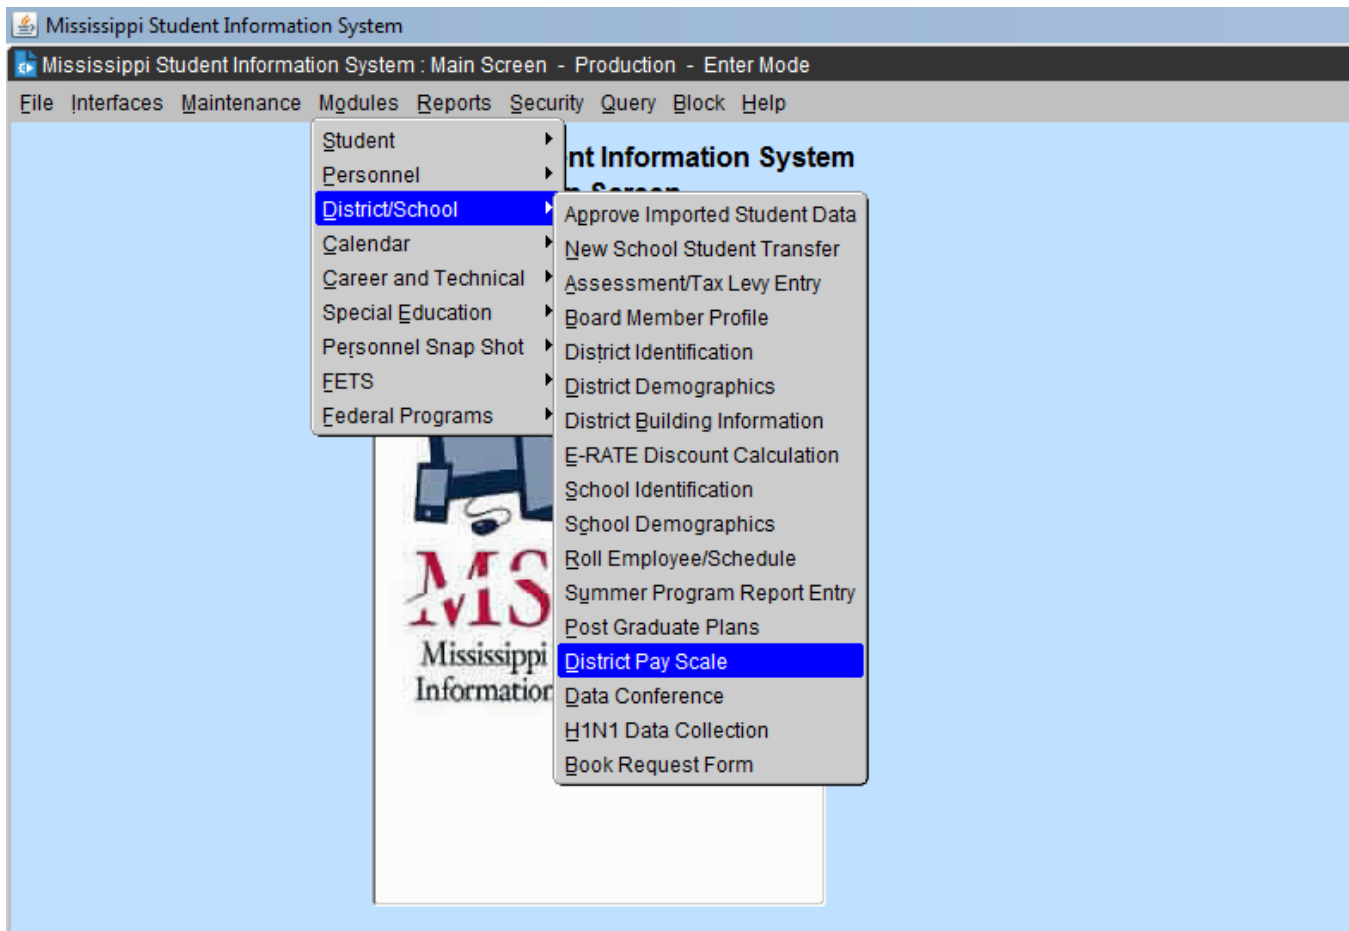 Mississippi Student Information System
Mississippi Student Information System : Main Screen - Production - Enter Mode
File Interfaces Maintenance Modules Reports Security Query Block Help
Student
Personnel
District/School
Calendar
Career and Technical
Special Education
Personnel Snap Shot
FETS
Federal Programs
nt Information System
Screen
Approve Imported Student Data
New School Student Transfer
Assessment/Tax Levy Entry
Board Member Profile
District Identification
District Demographics
District Building Information
E-RATE Discount Calculation
School Identification
School Demographics
Roll Employee/Schedule
Summer Program Report Entry
Post Graduate Plans
District Pay Scale
Data Conference
H1N1 Data Collection
Book Request Form
MS
Mississippi
Information